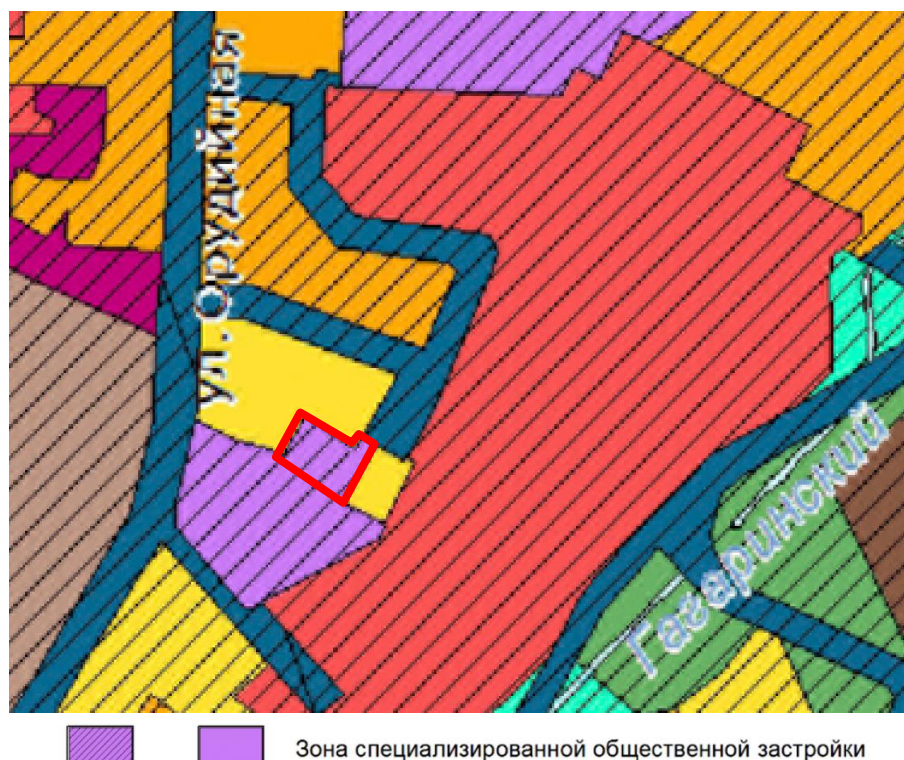 ул. Орудийная
Гагаринский
Зона специализированной общественной застройки